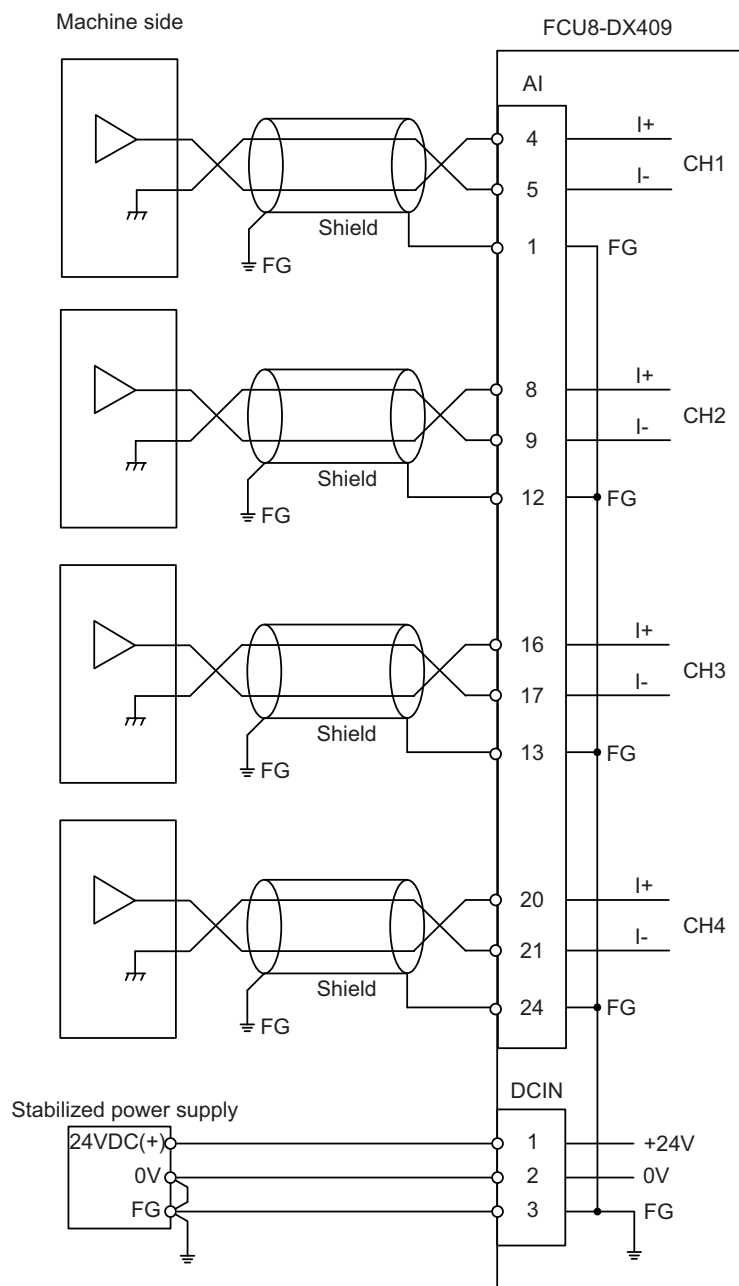 Machine side
FCU8-DX409
AI
4
I+
CH1
5
I-
Shield
1
FG
FG
8
I+
CH2
9
I-
Shield
12
FG
FG
16
I+
CH3
17
I-
Shield
13
FG
FG
20
I+
CH4
21
I-
Shield
24
FG
FG
DCIN
Stabilized power supply
24VDC(+)
1
+24V
0V
2
0V
FG
3
FG